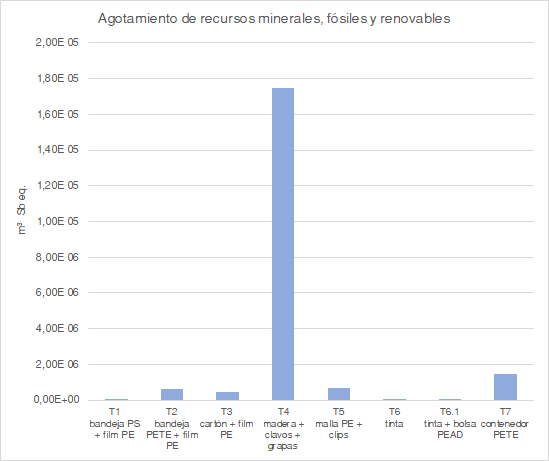 Agotamiento de recursos minerales, fósiles y renovables
2,00E 05
1,80E 05
1,60E 05
1,40E 05
1,20E 05
1,00E 05
8,00E 06
6,00E 06
4,00E 06
2,00E 06
0,00E+00
m³ Sb eq.
T1
bandeja PS
+ film PE
T2
bandeja
PETE + film
PE
T3
cartón + film
PE
T4
madera +
clavos +
grapas
T5
malla PE +
clips
T6
tinta
T6.1
tinta + bolsa
PEAD
T7
contenedor
PETE